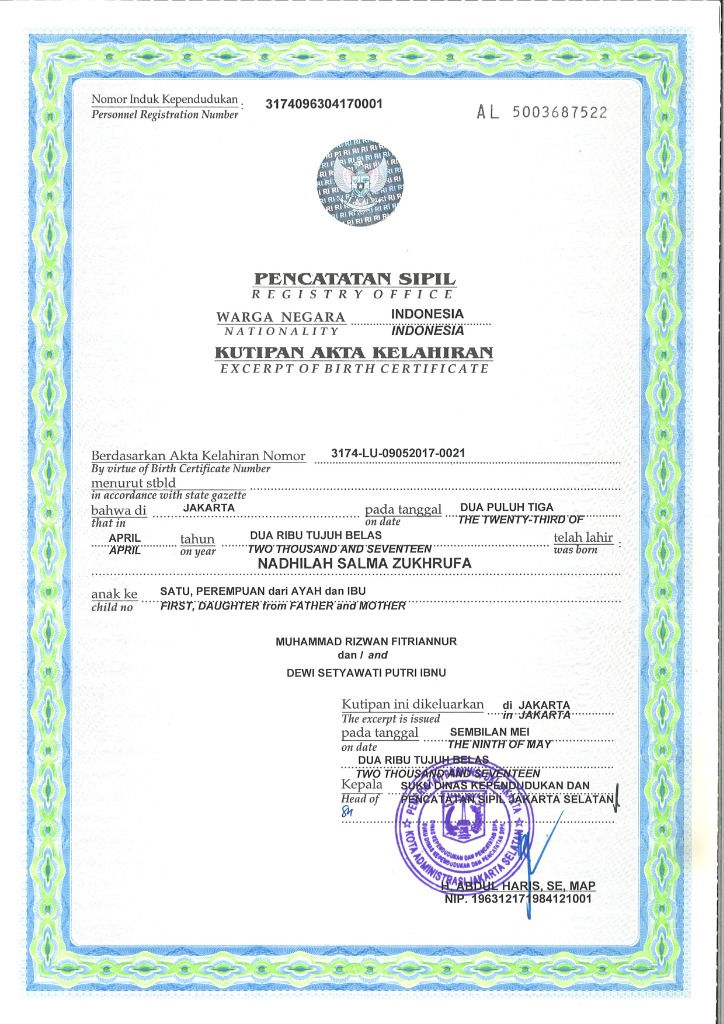 Nomor Induk Kependudukan : 3174096304170001
Personnel Registration Number
AL 5003687522
PENCATATAN SIPIL
REGISTRY OFFICE
WARGA NEGARA INDONESIA
NATIONALITY INDONESIA
KUTIPAN AKTA KELAHIRAN
EXCERPT OF BIRTH CERTIFICATE
Berdasarkan Akta Kelahiran Nomor 3174-LU-09052017-0021
By virtue of Birth Certificate Number
menurut stbld
in accordance with state gazette
bahwa di JAKARTA pada tanggal DUA PULUH TIGA
that in on date THE TWENTY-THIRD OF
APRIL tahun DUA RIBU TUJUH BELAS telah lahir :
APRIL on year TWO THOUSAND AND SEVENTEEN was born
NADHILAH SALMA ZUKHRUFA
anak ke SATU, PEREMPUAN dari AYAH dan IBU
child no FIRST, DAUGHTER from FATHER and MOTHER
MUHAMMAD RIZWAN FITRIANNUR
dan / and
DEWI SETYAWATI PUTRI IBNU
Kutipan ini dikeluarkan di JAKARTA
The excerpt is issued in JAKARTA
pada tanggal SEMBILAN MEI
on date THE NINTH OF MAY
DUA RIBU TUJUH BELAS
TWO THOUSAND AND SEVENTEEN
Kepala SUKU DINAS KEPENDUDUKAN DAN
Head of PENCATATAN SIPIL JAKARTA SELATAN
KOTA ADMINISTRASI JAKARTA SELATAN
H. ABDUL HARIS, SE, MAP
NIP. 196312171984121001